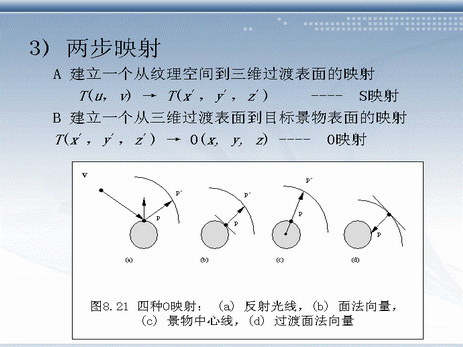 3) 两步映射
A 建立一个从纹理空间到三维过渡表面的映射
T(u, v) → T(x′, y′, z′) ---- S映射
B 建立一个从三维过渡表面到目标景物表面的映射
T(x′, y′, z′) → O(x, y, z) ---- O映射
V
P′ P′ P′ P′
P P P P
(a) (b) (c) (d)
图8.21 四种O映射: (a) 反射光线, (b) 面法向量,
(c) 景物中心线, (d) 过渡面法向量